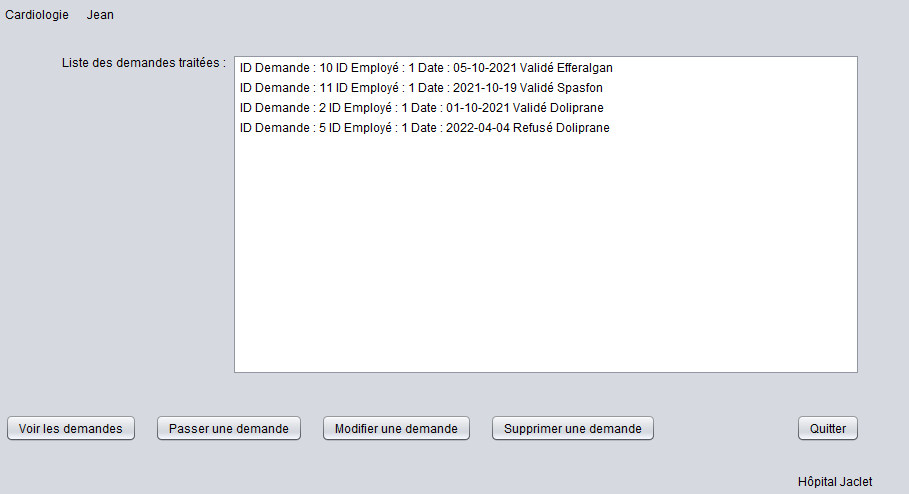 Cardiologie Jean
Liste des demandes traitées :
ID Demande : 10 ID Employé : 1 Date : 05-10-2021 Validé Efferalgan
ID Demande : 11 ID Employé : 1 Date : 2021-10-19 Validé Spasfon
ID Demande : 2 ID Employé : 1 Date : 01-10-2021 Validé Doliprane
ID Demande : 5 ID Employé : 1 Date : 2022-04-04 Refusé Doliprane
Voir les demandes Passer une demande Modifier une demande Supprimer une demande Quitter
Hôpital Jaclet